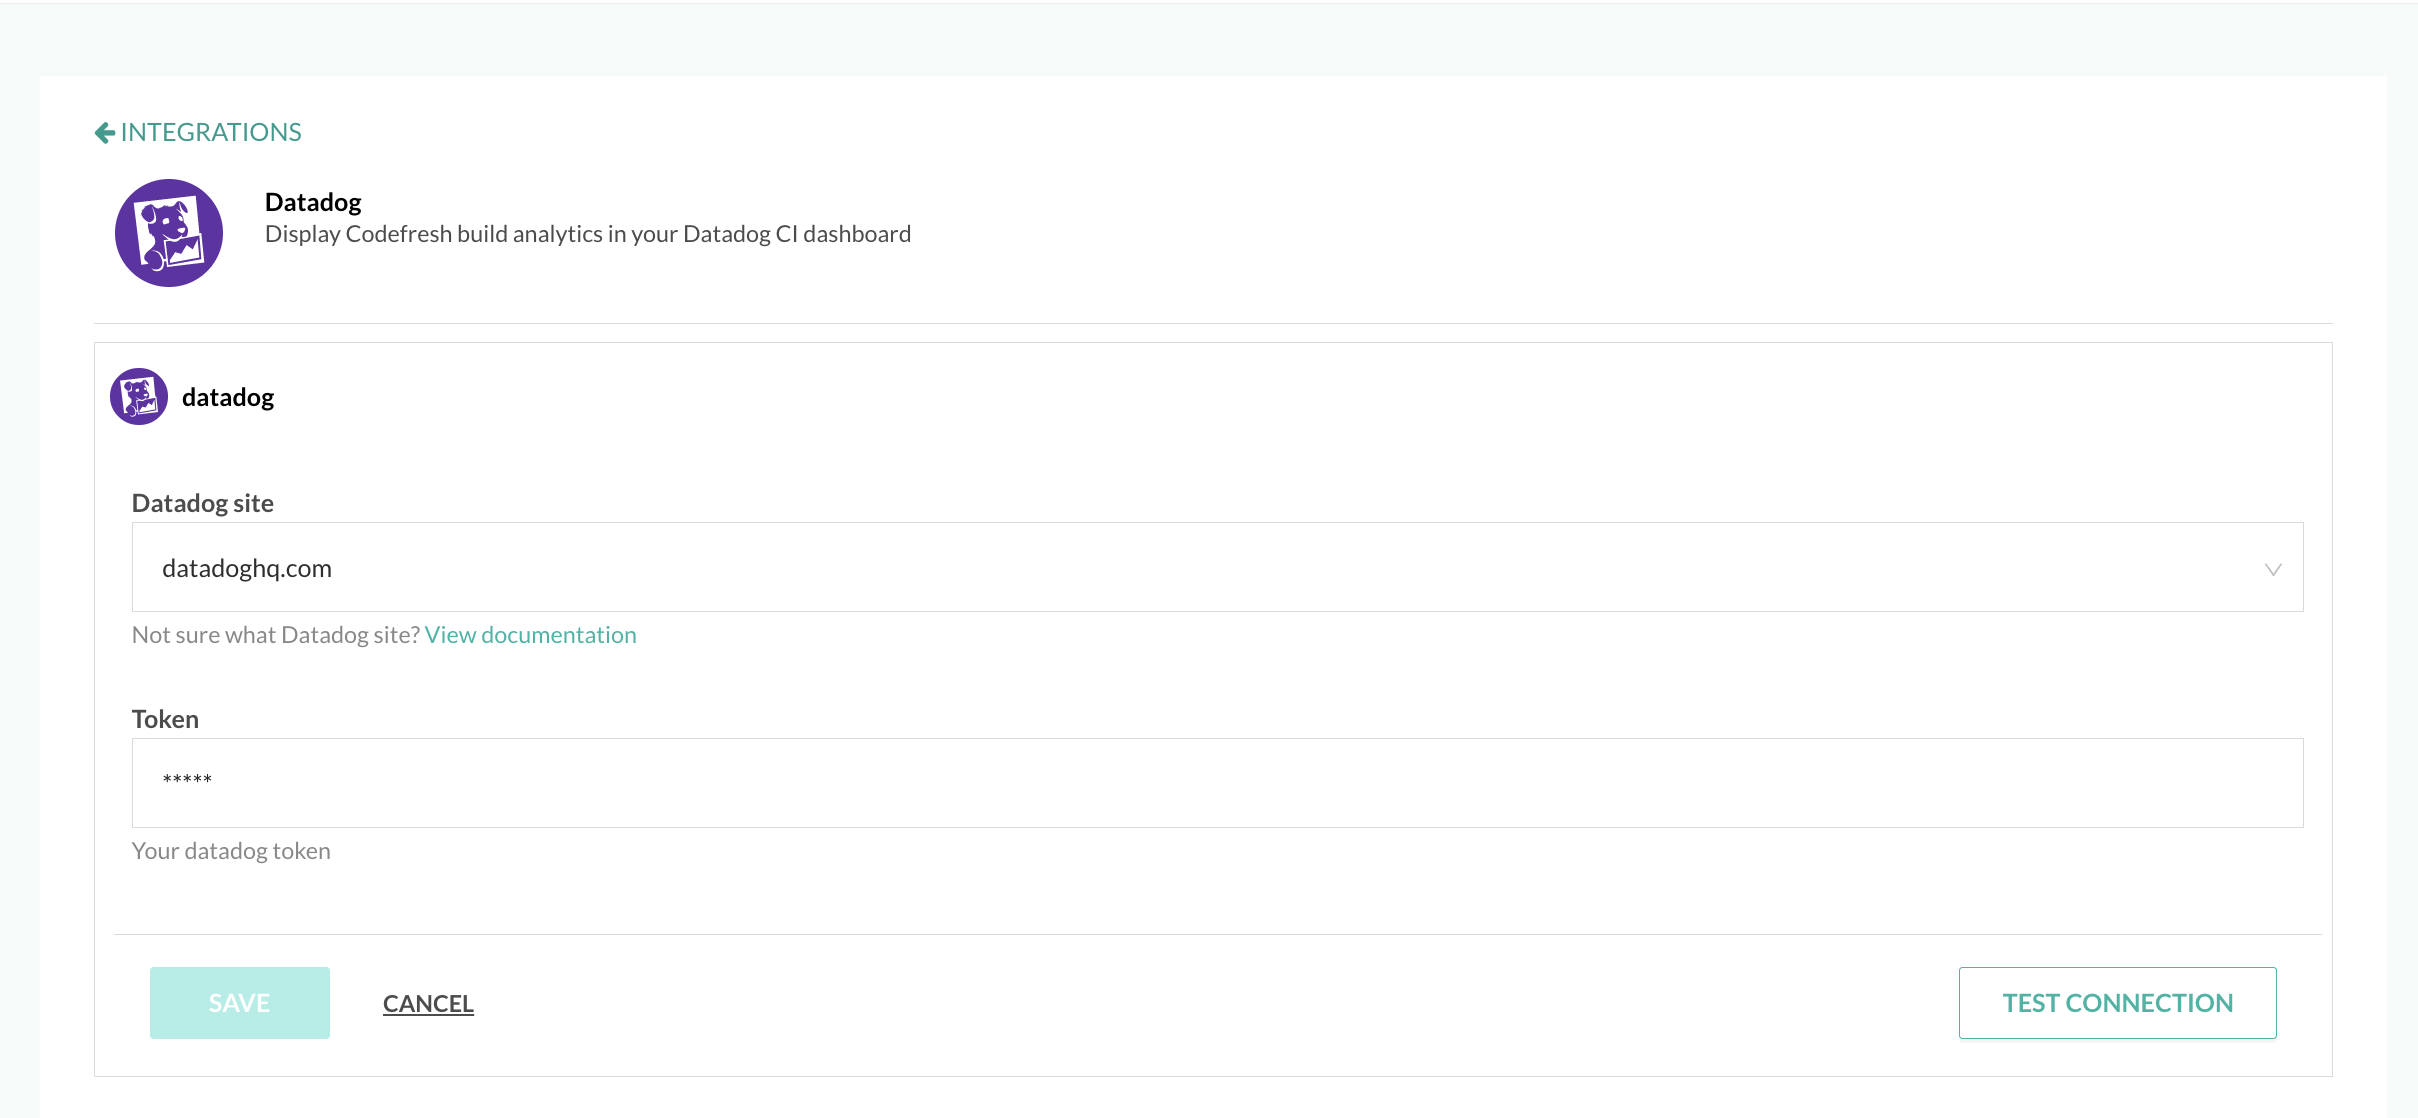 INTEGRATIONS
Datadog
Display Codefresh build analytics in your Datadog CI dashboard
datadog
Datadog site
datadoghq.com
Not sure what Datadog site? View documentation
Token
*****
Your datadog token
SAVE CANCEL TEST CONNECTION